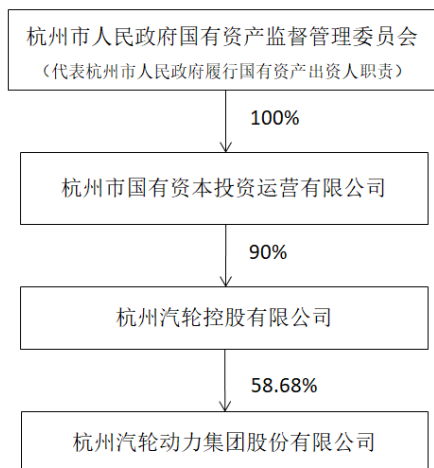 杭州市人民政府国有资产监督管理委员会
（代表杭州市人民政府履行国有资产出资人职责）
100%
杭州市国有资本投资运营有限公司
90%
杭州汽轮控股有限公司
58.68%
杭州汽轮动力集团股份有限公司